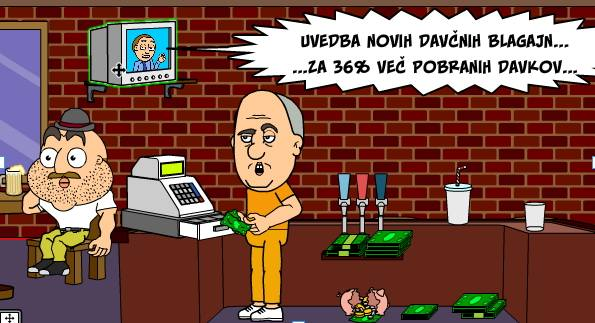 UVEDBA NOVIH DAVČNIH BLAGAJN...
...ZA 36% VEČ POBRANIH DAVKOV...